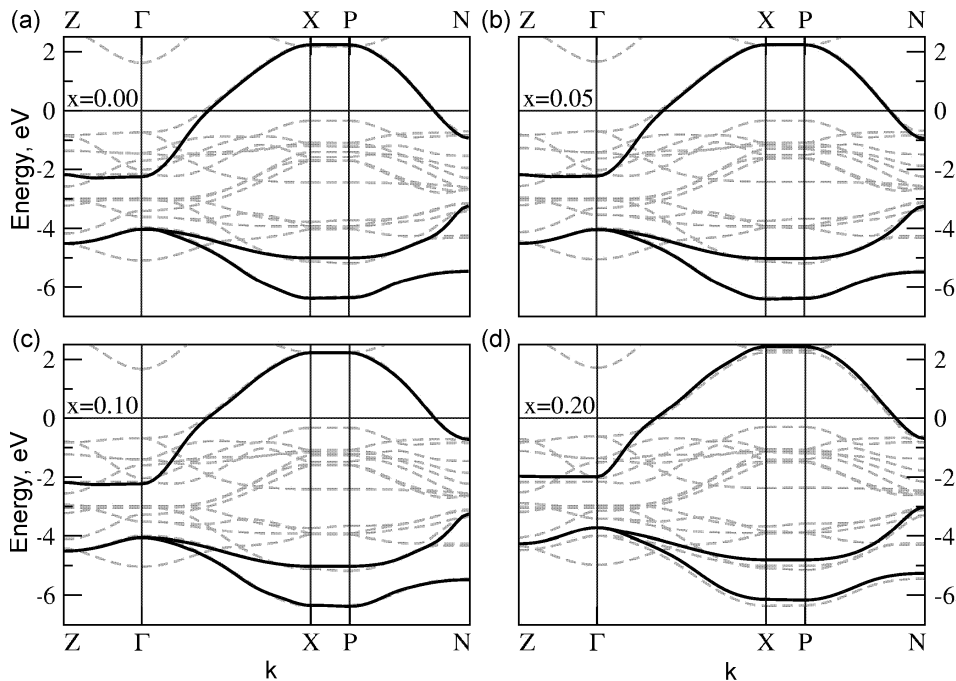 (a) Z Γ X P N (b) Z Γ X P N
2 2
x=0.00 x=0.05
0 0
Energy, eV
-2 -2
-4 -4
-6 -6
(c) (d)
2 2
x=0.10 x=0.20
0 0
Energy, eV
-2 -2
-4 -4
-6 -6
Z Γ X P N Z Γ X P N
k k